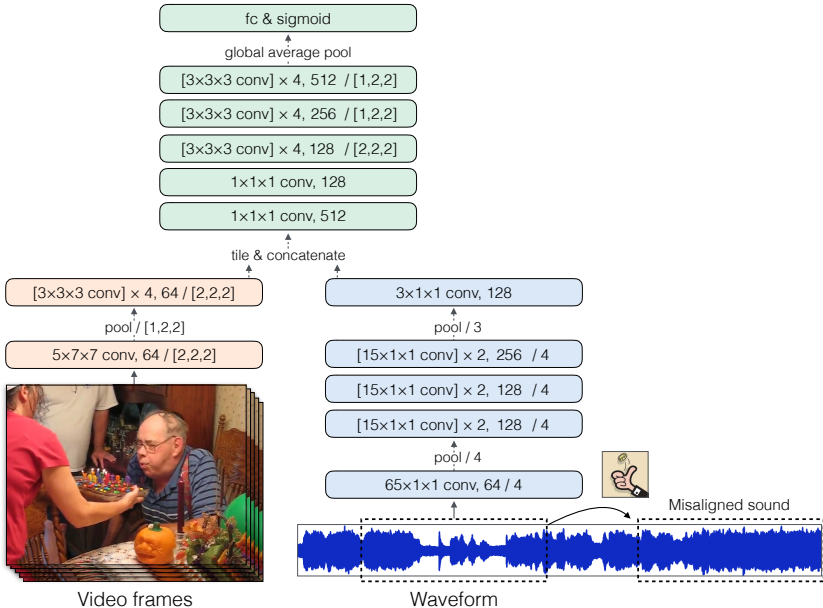 fc & sigmoid
global average pool
[3×3×3 conv] × 4, 512 / [1,2,2]
[3×3×3 conv] × 4, 256 / [1,2,2]
[3×3×3 conv] × 4, 128 / [2,2,2]
1×1×1 conv, 128
1×1×1 conv, 512
tile & concatenate
[3×3×3 conv] × 4, 64 / [2,2,2]
pool / [1,2,2]
5×7×7 conv, 64 / [2,2,2]
Video frames
3×1×1 conv, 128
pool / 3
[15×1×1 conv] × 2, 256 / 4
[15×1×1 conv] × 2, 128 / 4
[15×1×1 conv] × 2, 128 / 4
pool / 4
65×1×1 conv, 64 / 4
Misaligned sound
Waveform